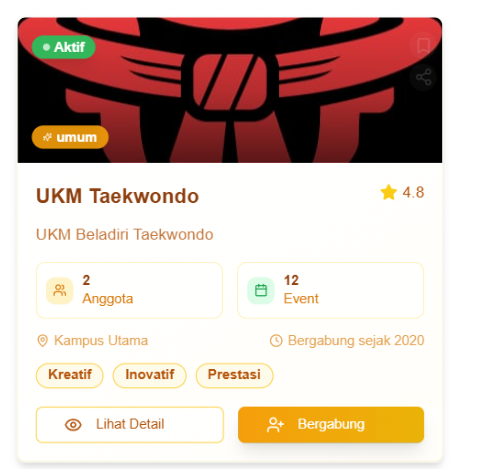 Aktif
umum
UKM Taekwondo
4.8
UKM Beladiri Taekwondo
2
Anggota
12
Event
Kampus Utama
Bergabung sejak 2020
Kreatif
Inovatif
Prestasi
Lihat Detail
Bergabung